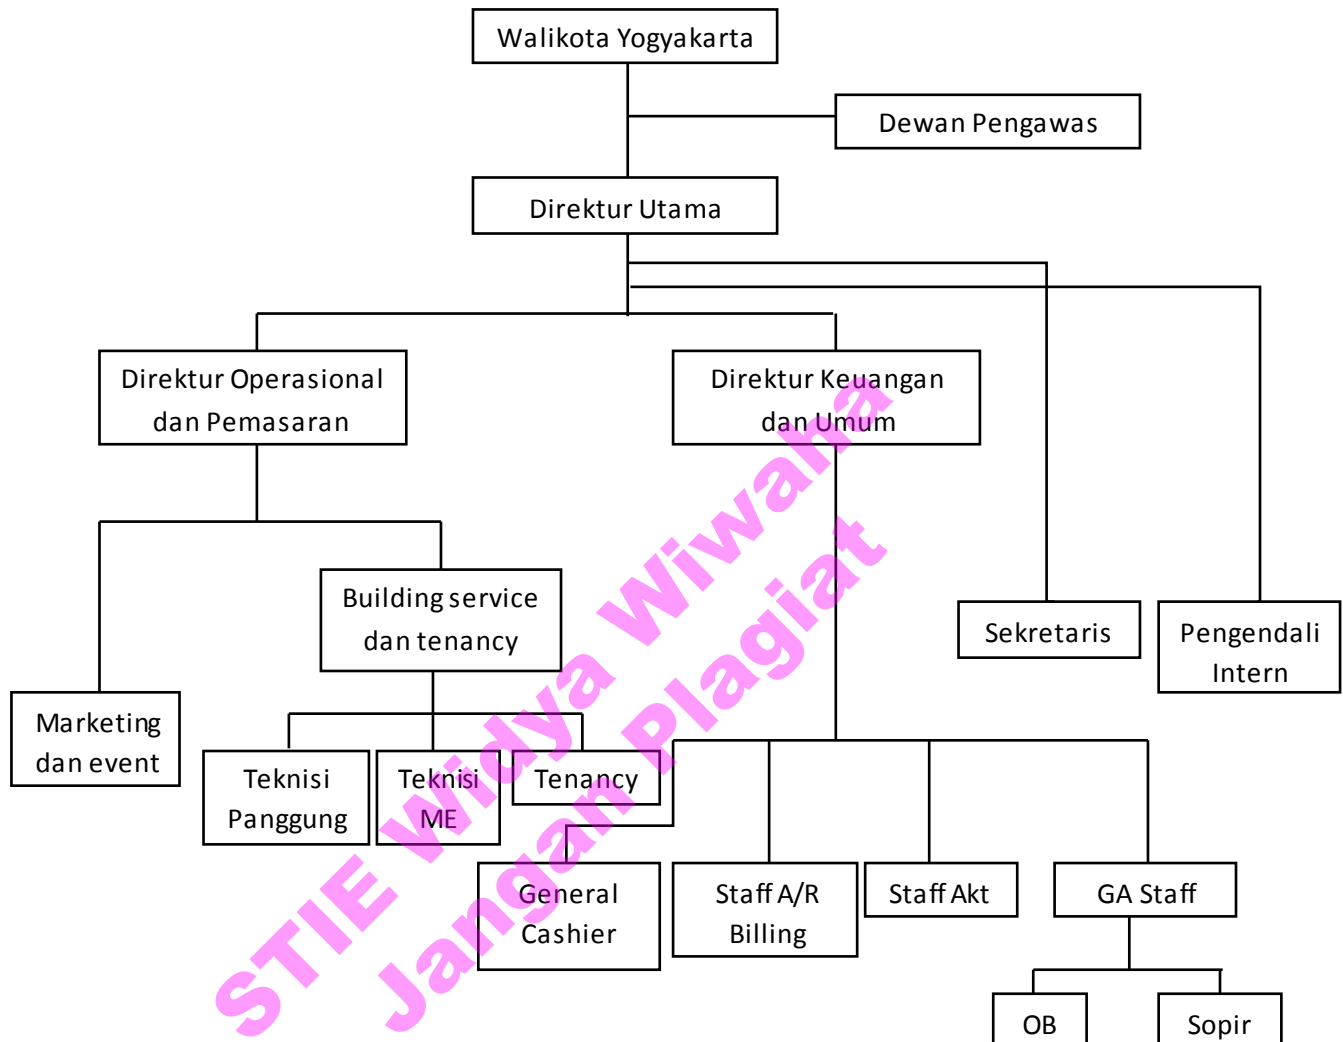 Walikota Yogyakarta
Dewan Pengawas
Direktur Utama
Direktur Operasional
dan Pemasaran
Direktur Keuangan
dan Umum
Building service
dan tenancy
Sekretaris
Pengendali
Intern
Marketing
dan event
Teknisi
Panggung
Teknisi
ME
Tenancy
General
Cashier
Staff A/R
Billing
Staff Akt
GA Staff
OB
Sopir
STIE Widya Wiwaha
Jangan Plagiat